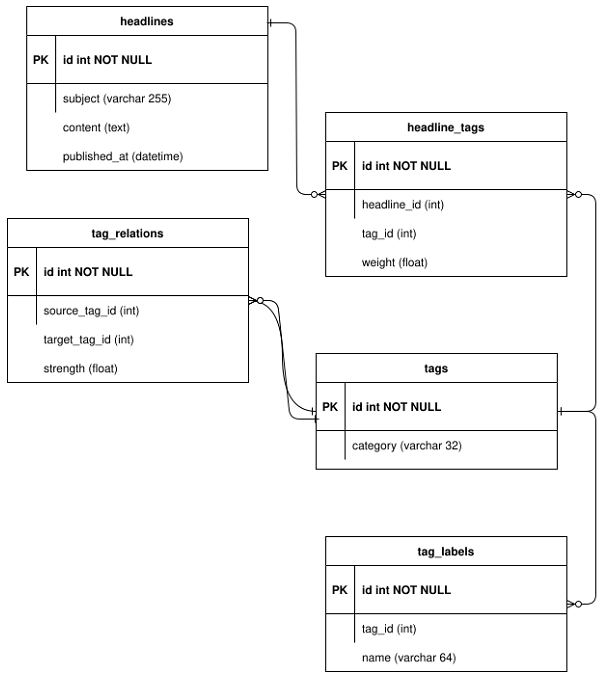 headlines
PK id int NOT NULL
subject (varchar 255)
content (text)
published_at (datetime)
headline_tags
PK id int NOT NULL
headline_id (int)
tag_id (int)
weight (float)
tag_relations
PK id int NOT NULL
source_tag_id (int)
target_tag_id (int)
strength (float)
tags
PK id int NOT NULL
category (varchar 32)
tag_labels
PK id int NOT NULL
tag_id (int)
name (varchar 64)